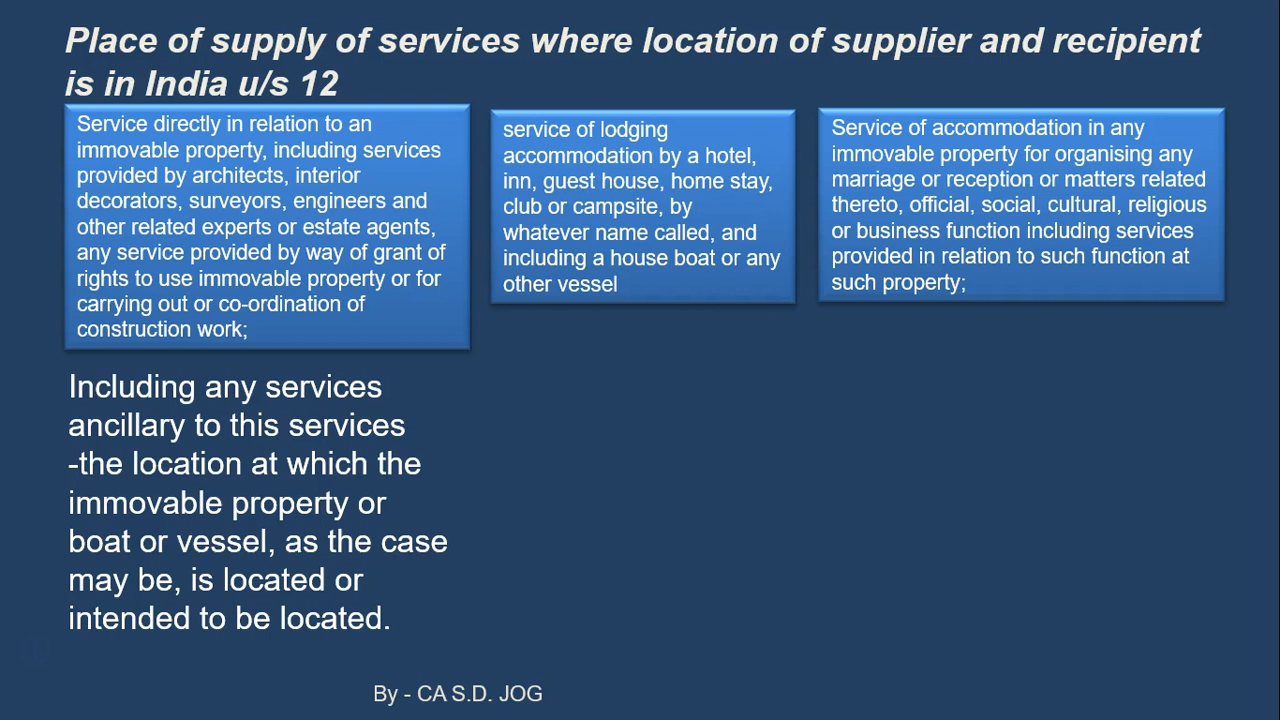 Place of supply of services where location of supplier and recipient
is in India u/s 12
Service directly in relation to an
immovable property, including services
provided by architects, interior
decorators, surveyors, engineers and
other related experts or estate agents,
any service provided by way of grant of
rights to use immovable property or for
carrying out or co-ordination of
construction work;
service of lodging
accommodation by a hotel,
inn, guest house, home stay,
club or campsite, by
whatever name called, and
including a house boat or any
other vessel
Service of accommodation in any
immovable property for organising any
marriage or reception or matters related
thereto, official, social, cultural, religious
or business function including services
provided in relation to such function at
such property;
Including any services
ancillary to this services
-the location at which the
immovable property or
boat or vessel, as the case
may be, is located or
intended to be located.
By - CA S.D. JOG